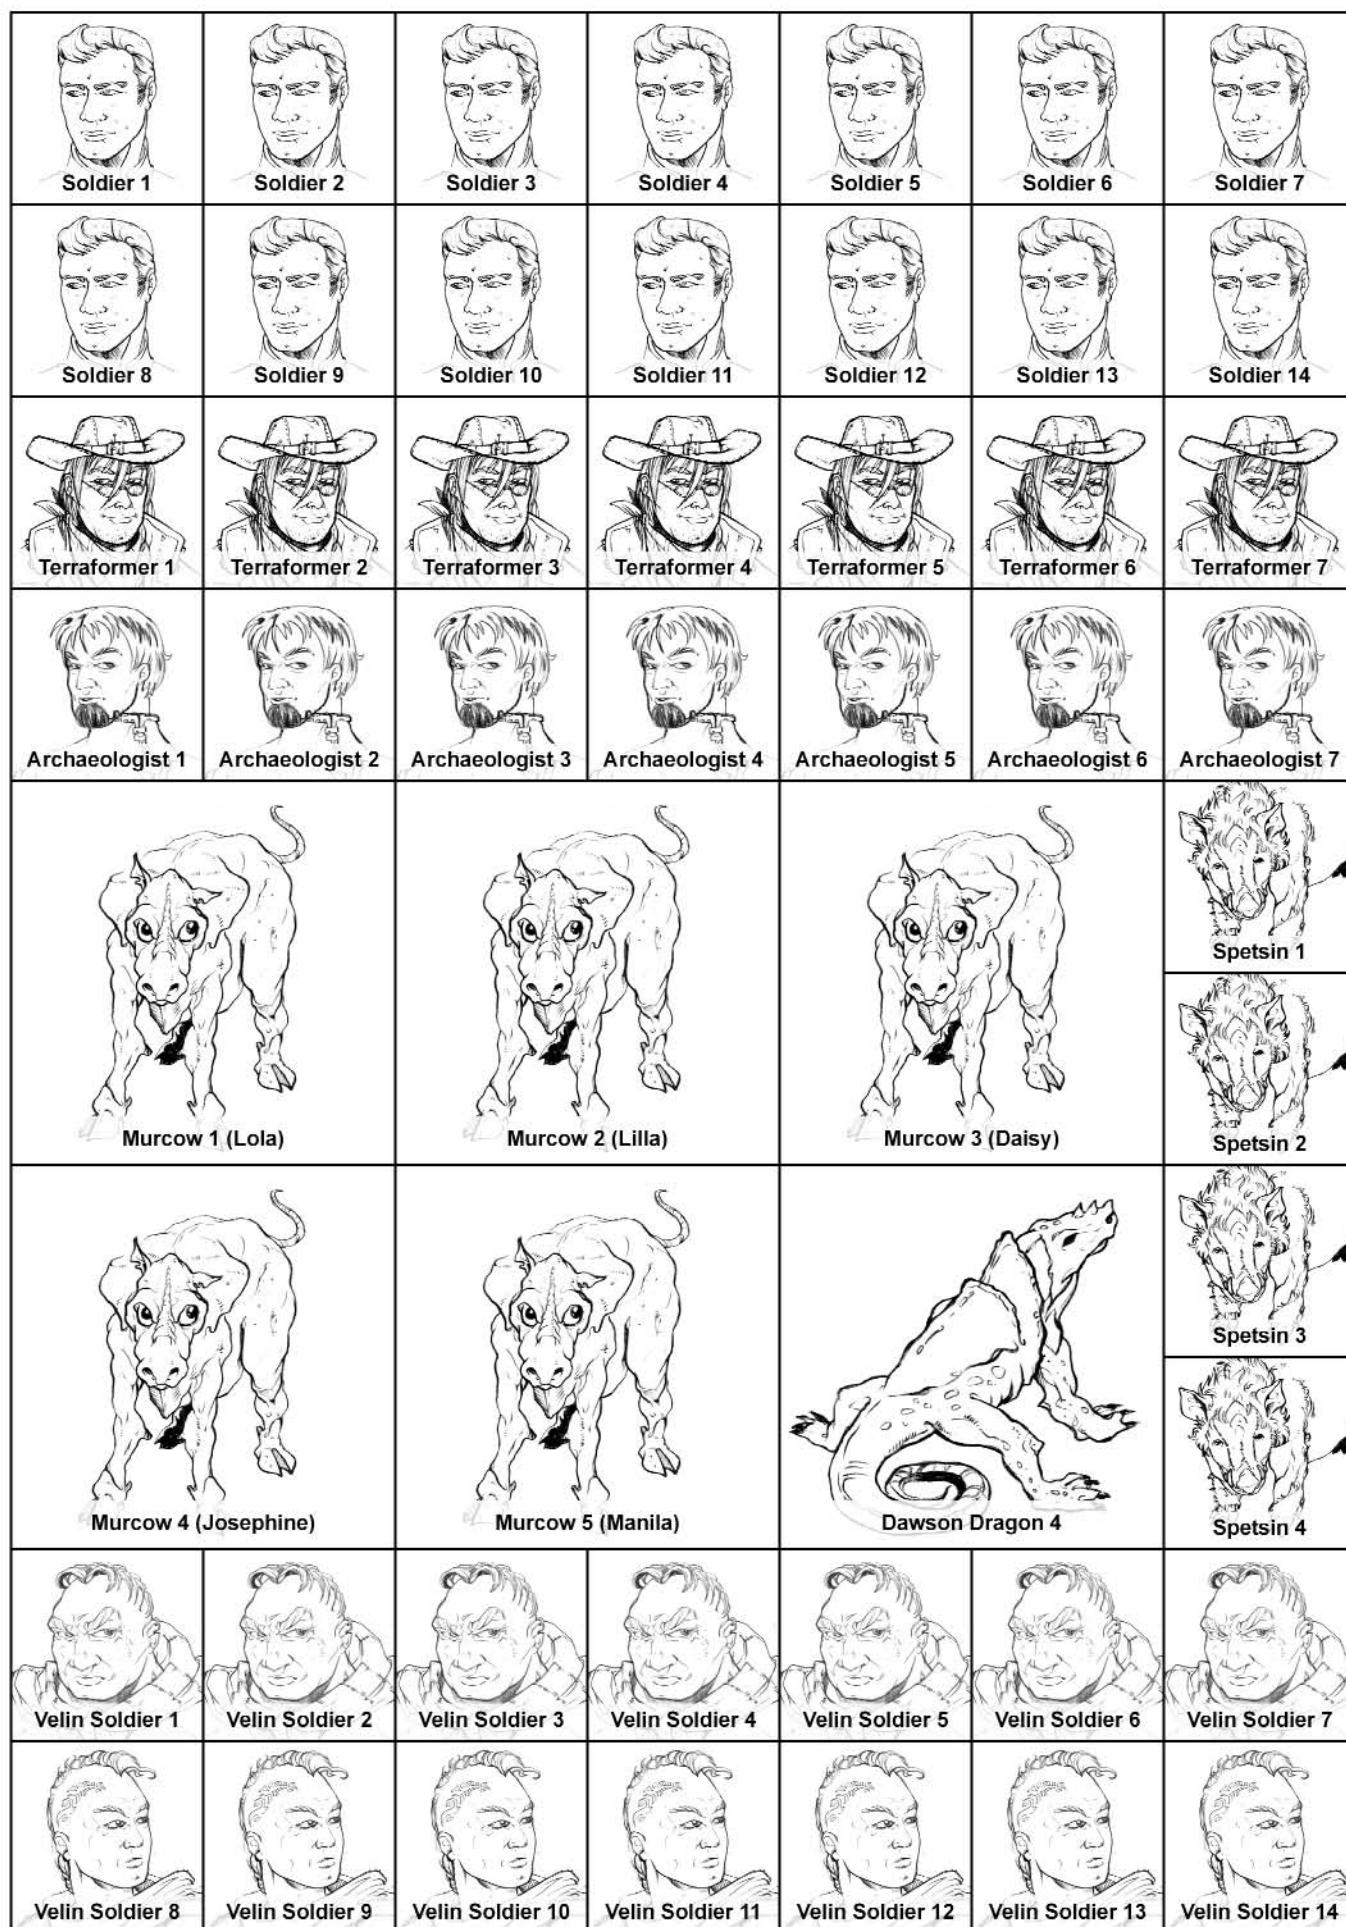 Soldier 1
Soldier 2
Soldier 3
Soldier 4
Soldier 5
Soldier 6
Soldier 7
Soldier 8
Soldier 9
Soldier 10
Soldier 11
Soldier 12
Soldier 13
Soldier 14
Terraformer 1
Terraformer 2
Terraformer 3
Terraformer 4
Terraformer 5
Terraformer 6
Terraformer 7
Archaeologist 1
Archaeologist 2
Archaeologist 3
Archaeologist 4
Archaeologist 5
Archaeologist 6
Archaeologist 7
Murcow 1 (Lola)
Murcow 2 (Lilla)
Murcow 3 (Daisy)
Spetsin 1
Spetsin 2
Murcow 4 (Josephine)
Murcow 5 (Manila)
Dawson Dragon 4
Spetsin 3
Spetsin 4
Velin Soldier 1
Velin Soldier 2
Velin Soldier 3
Velin Soldier 4
Velin Soldier 5
Velin Soldier 6
Velin Soldier 7
Velin Soldier 8
Velin Soldier 9
Velin Soldier 10
Velin Soldier 11
Velin Soldier 12
Velin Soldier 13
Velin Soldier 14